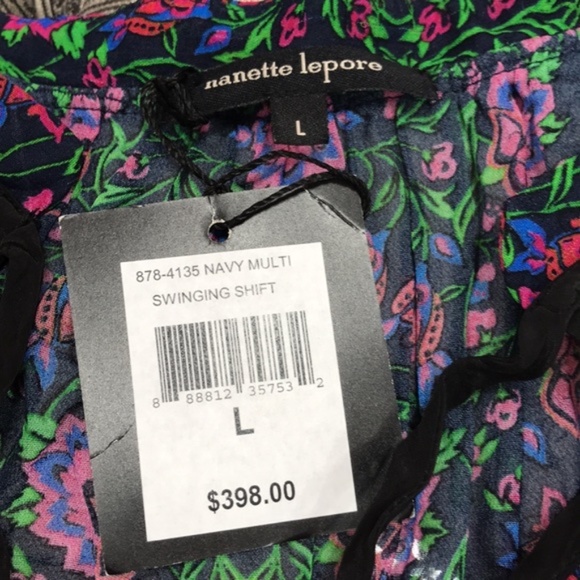 nanette lepore
L
878-4135 NAVY MULTI
SWINGING SHIFT
8 88812 35753 2
L
$398.00